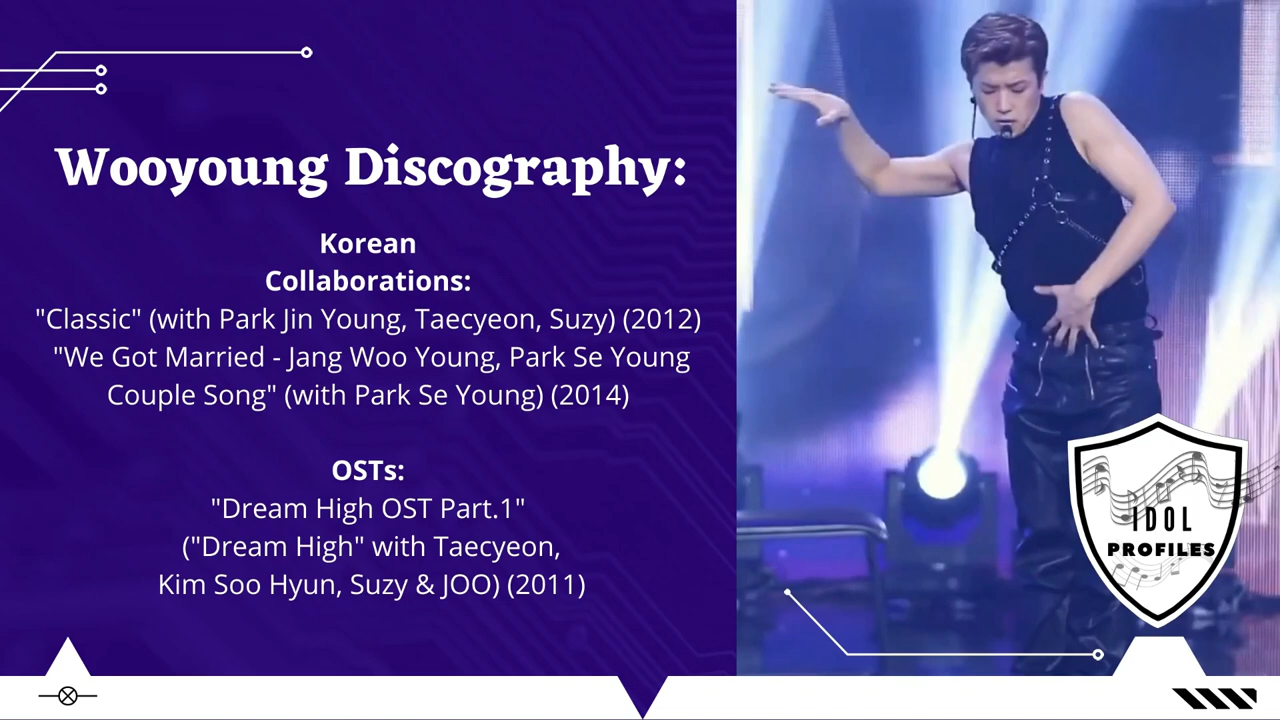 Wooyoung Discography:
Korean
Collaborations:
"Classic" (with Park Jin Young, Taecyeon, Suzy) (2012)
"We Got Married - Jang Woo Young, Park Se Young
Couple Song" (with Park Se Young) (2014)
OSTs:
"Dream High OST Part.1"
("Dream High" with Taecyeon,
Kim Soo Hyun, Suzy & JOO) (2011)
IDOL
PROFILES